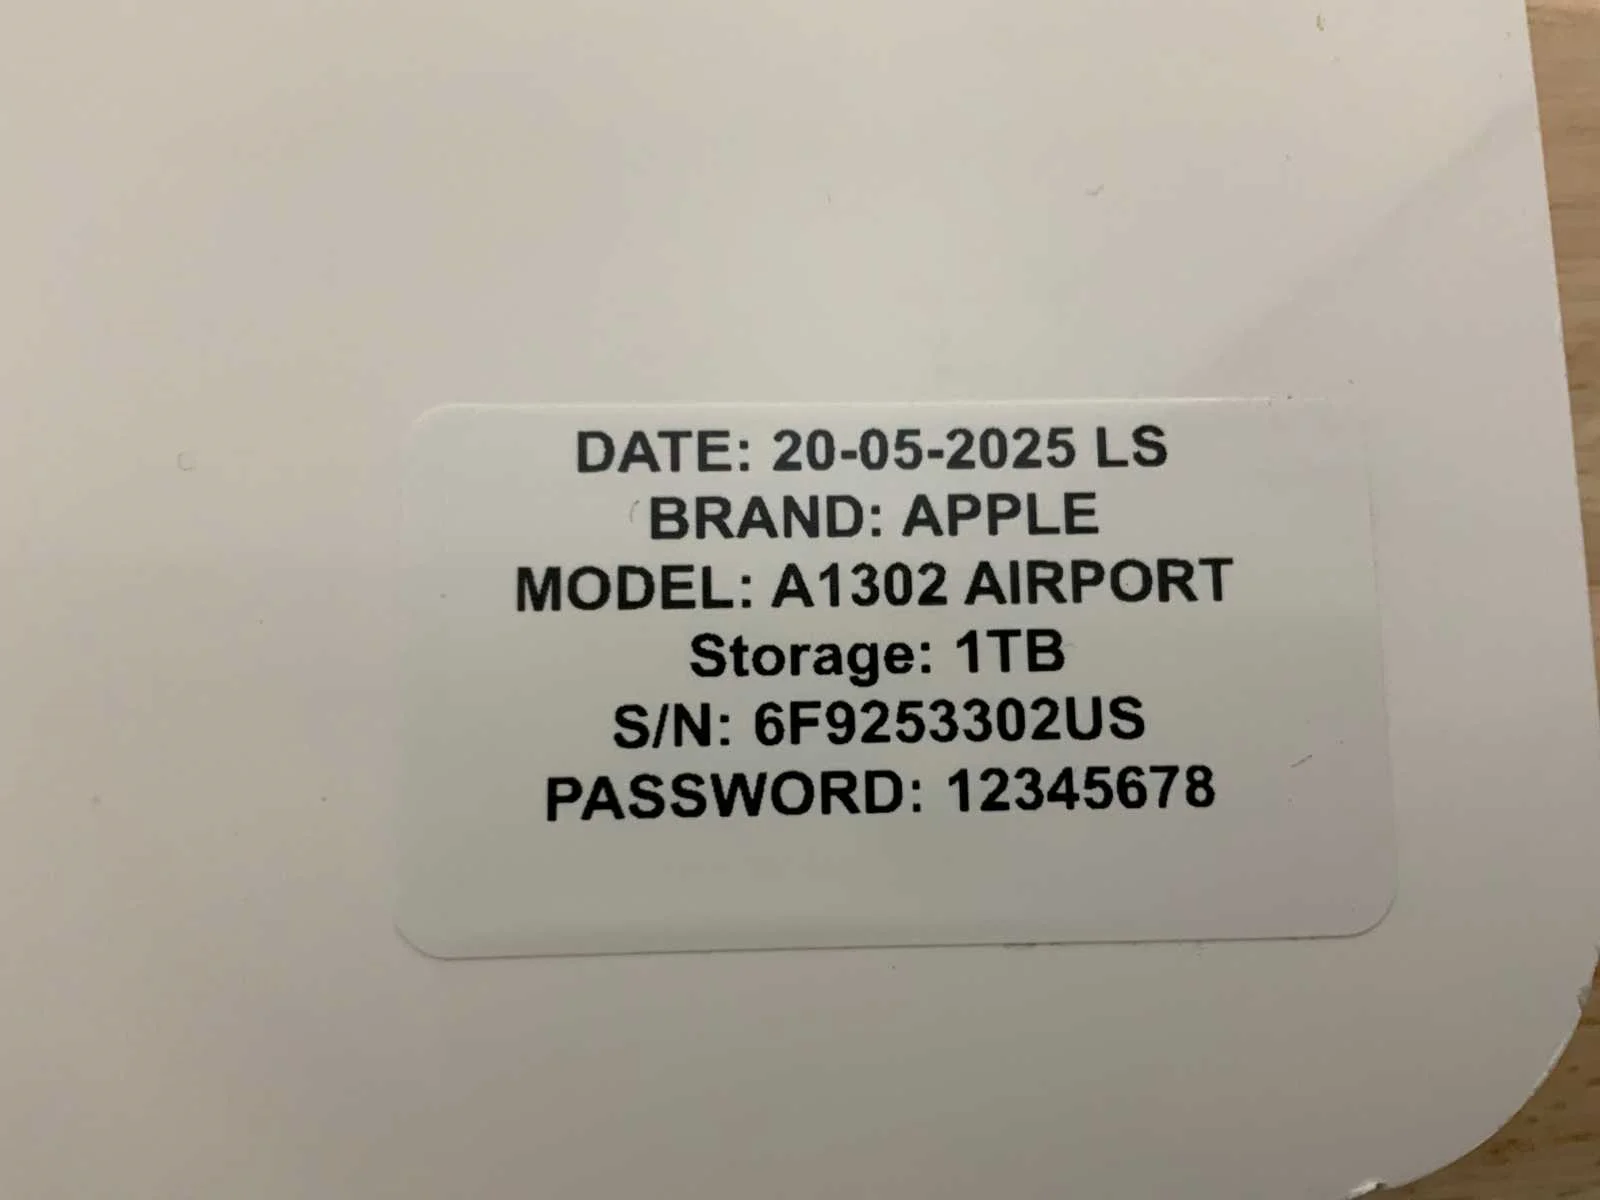 DATE: 20-05-2025 LS
BRAND: APPLE
MODEL: A1302 AIRPORT
Storage: 1TB
S/N: 6F9253302US
PASSWORD: 12345678